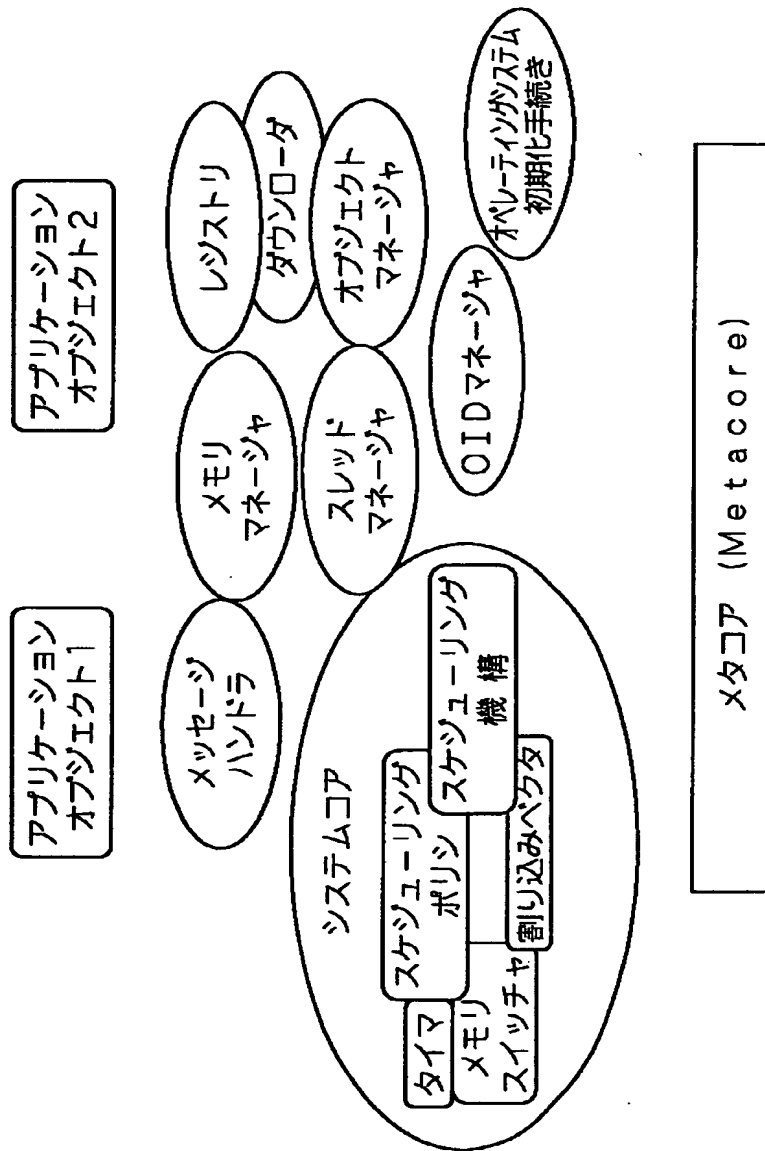 アプリケーション
オブジェクト1
アプリケーション
オブジェクト2
メッセージ
ハンドラ
メモリ
マネージャ
レジストリ
ダウンローダ
スレッド
マネージャ
オブジェクト
マネージャ
システムコア
タイマ
スケジューリング
ポリシ
メモリ
スイッチャ
スケジューリング
機構
割り込みベクタ
OIDマネージャ
オペレーティングシステム
初期化手続き
メタコア (Metacore)